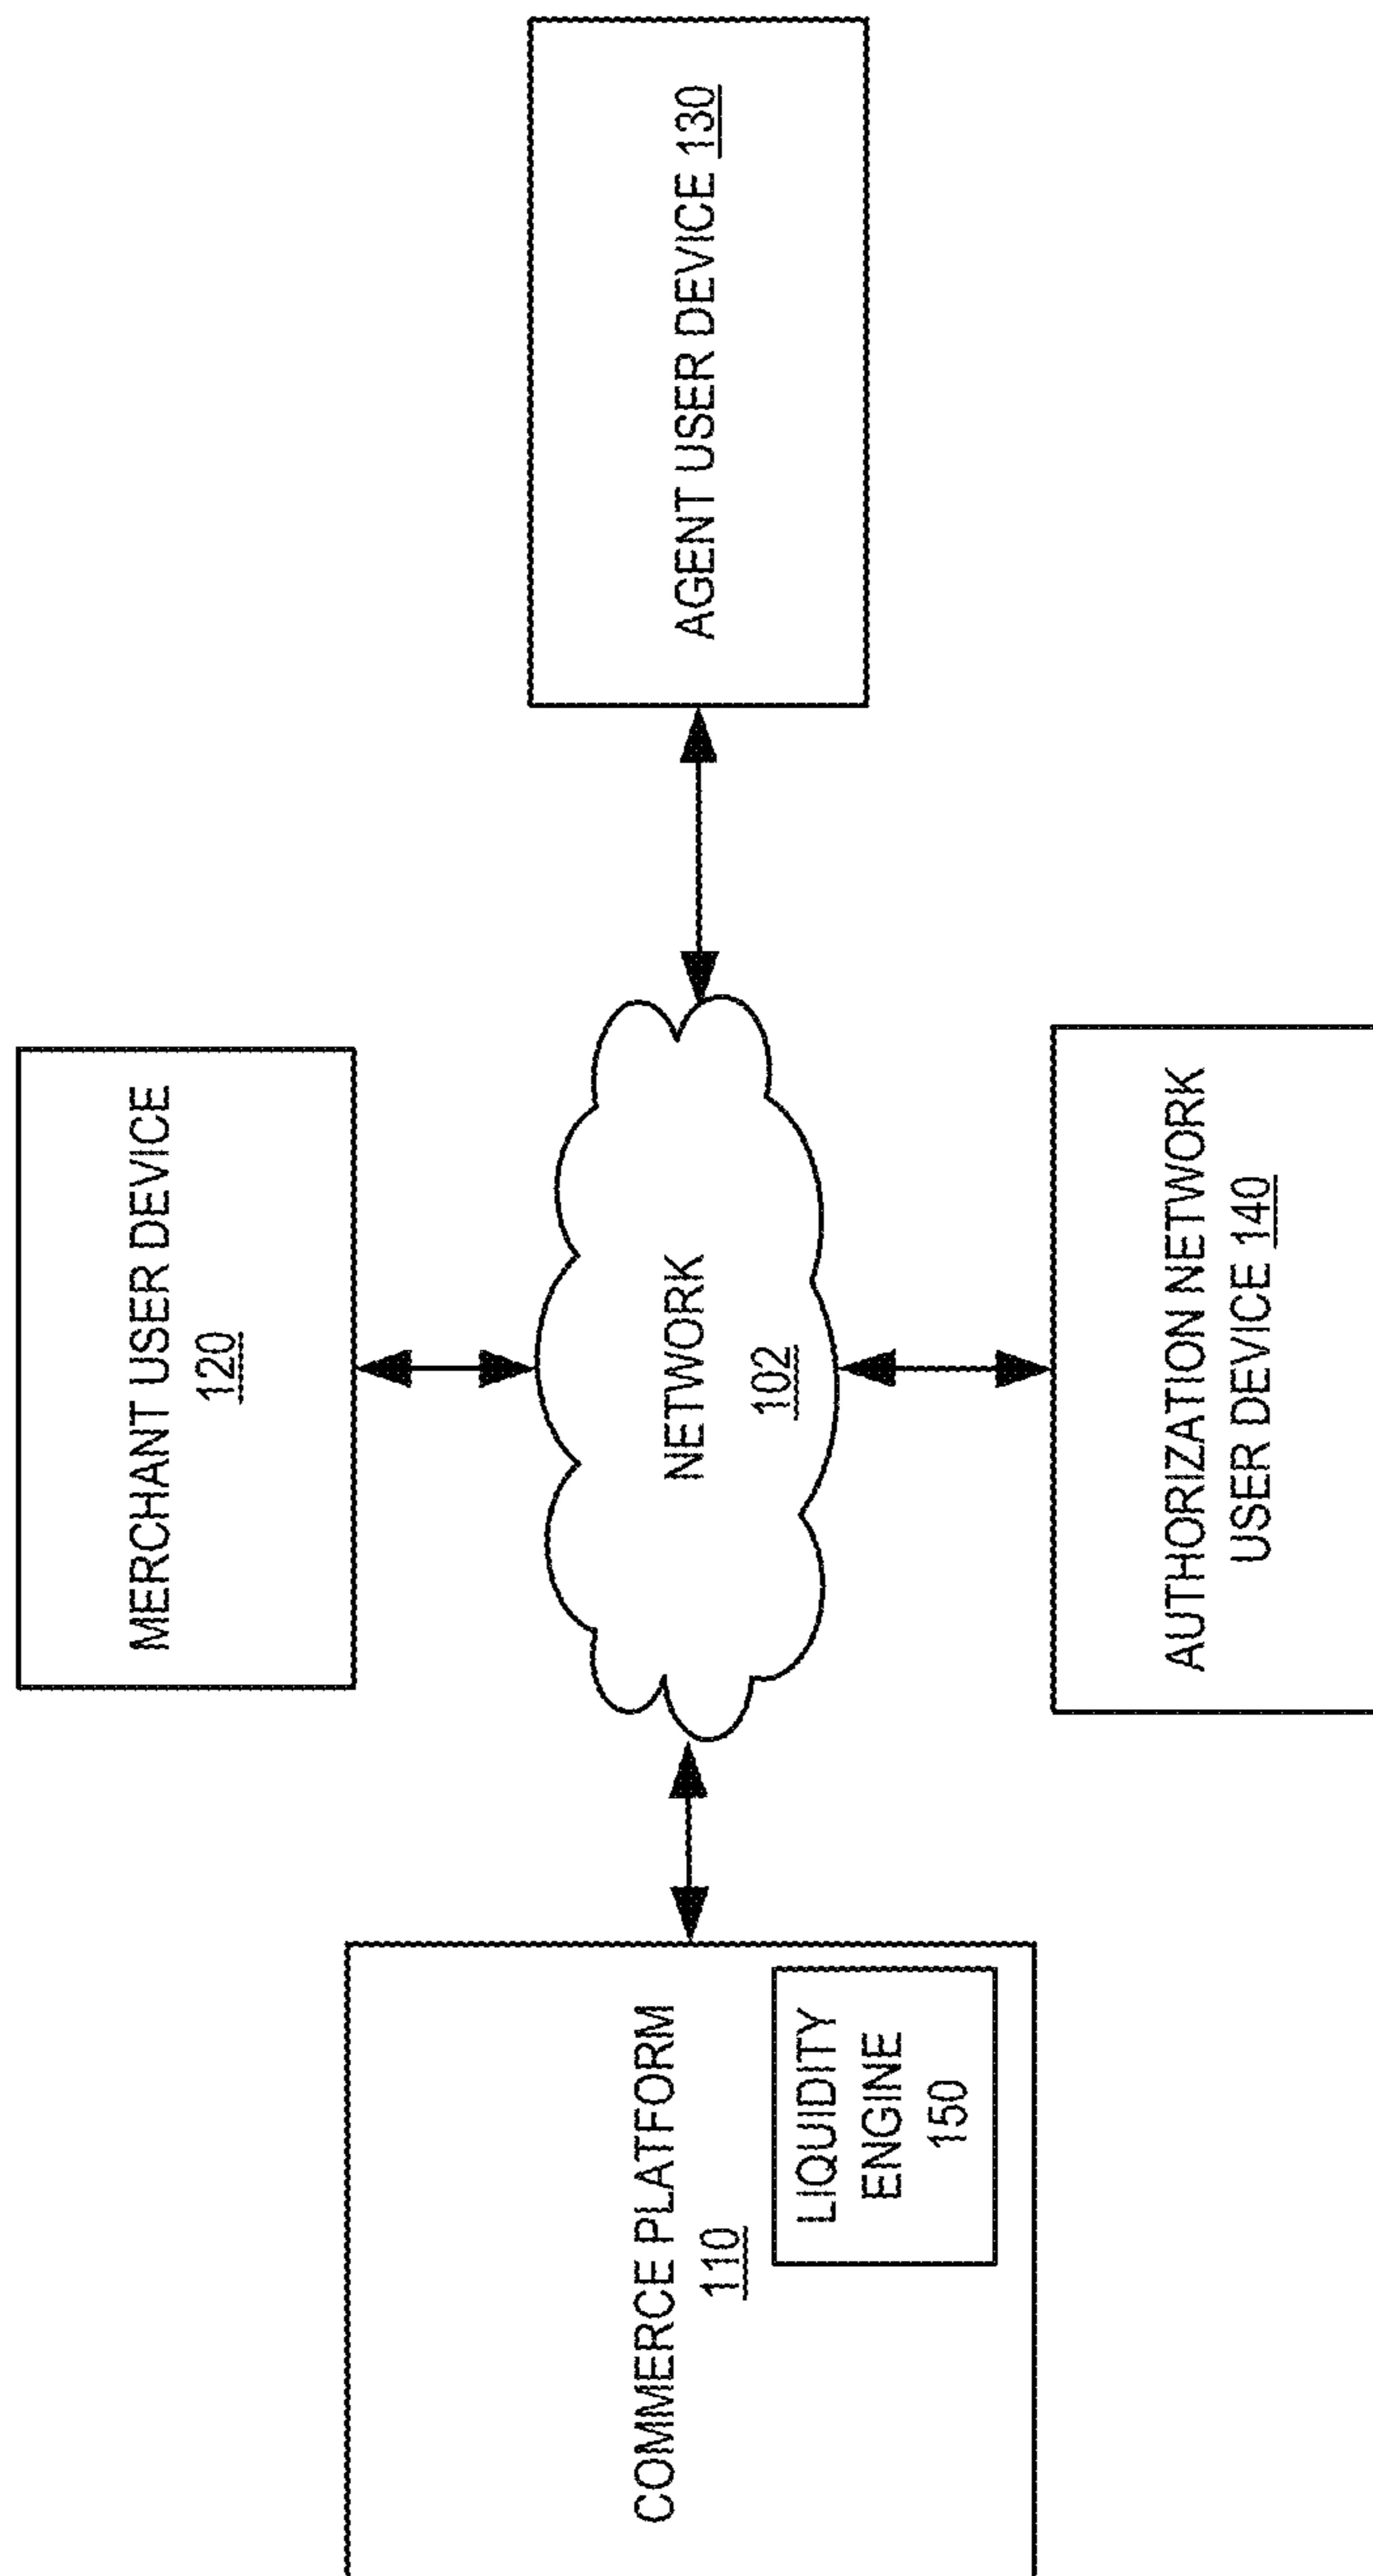 MERCHANT USER DEVICE
120
COMMERCE PLATFORM
110
LIQUIDITY
ENGINE
150
NETWORK
102
AGENT USER DEVICE 130
AUTHORIZATION NETWORK
USER DEVICE 140